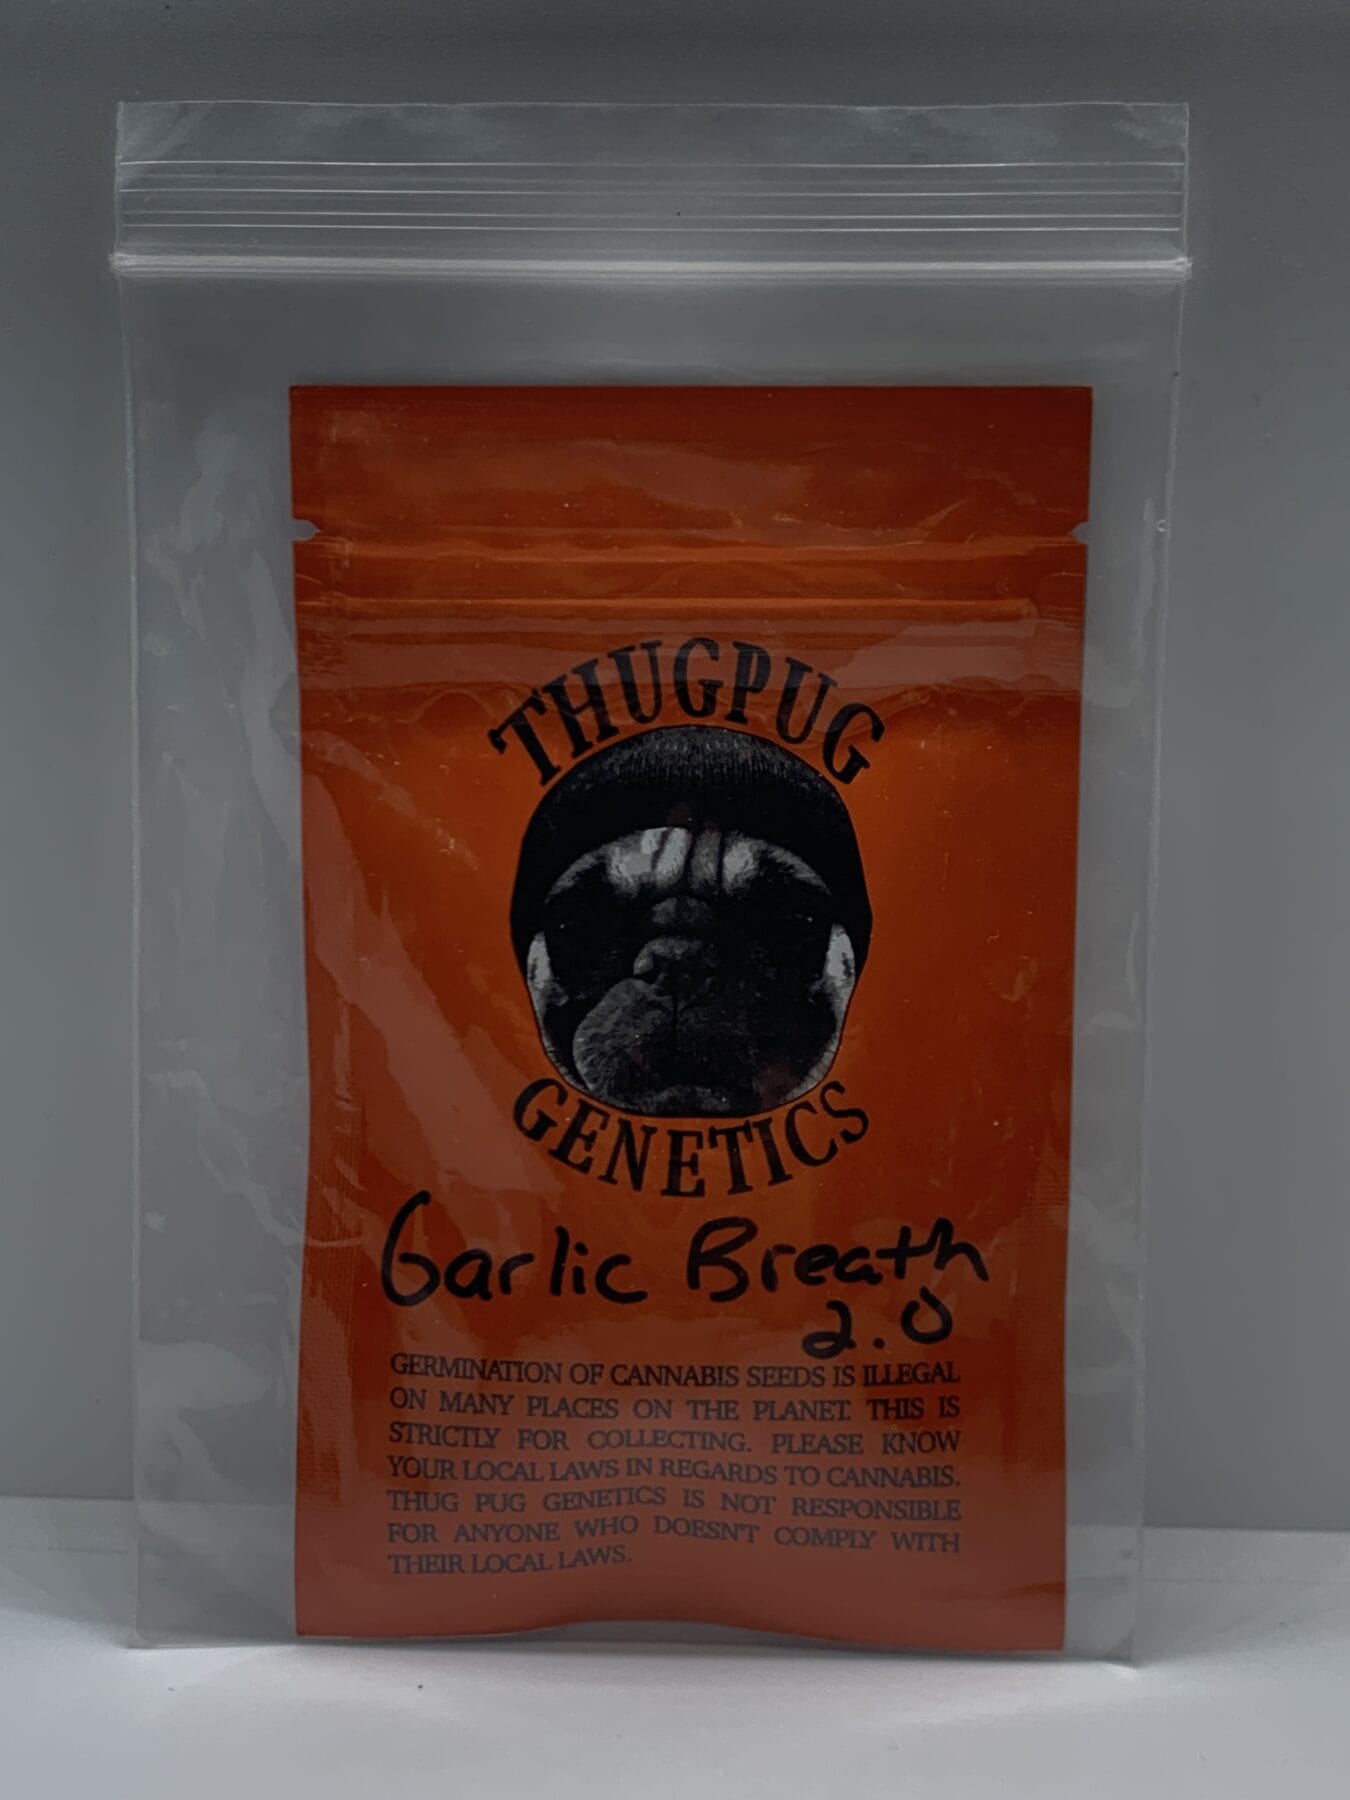 THUGPUG
GENETICS
Garlic Breath
2.0
GERMINATION OF CANNABIS SEEDS IS ILLEGAL
ON MANY PLACES ON THE PLANET. THIS IS
STRICTLY FOR COLLECTING. PLEASE KNOW
YOUR LOCAL LAWS IN REGARDS TO CANNABIS.
THUG PUG GENETICS IS NOT RESPONSIBLE
FOR ANYONE WHO DOESN'T COMPLY WITH
THEIR LOCAL LAWS.